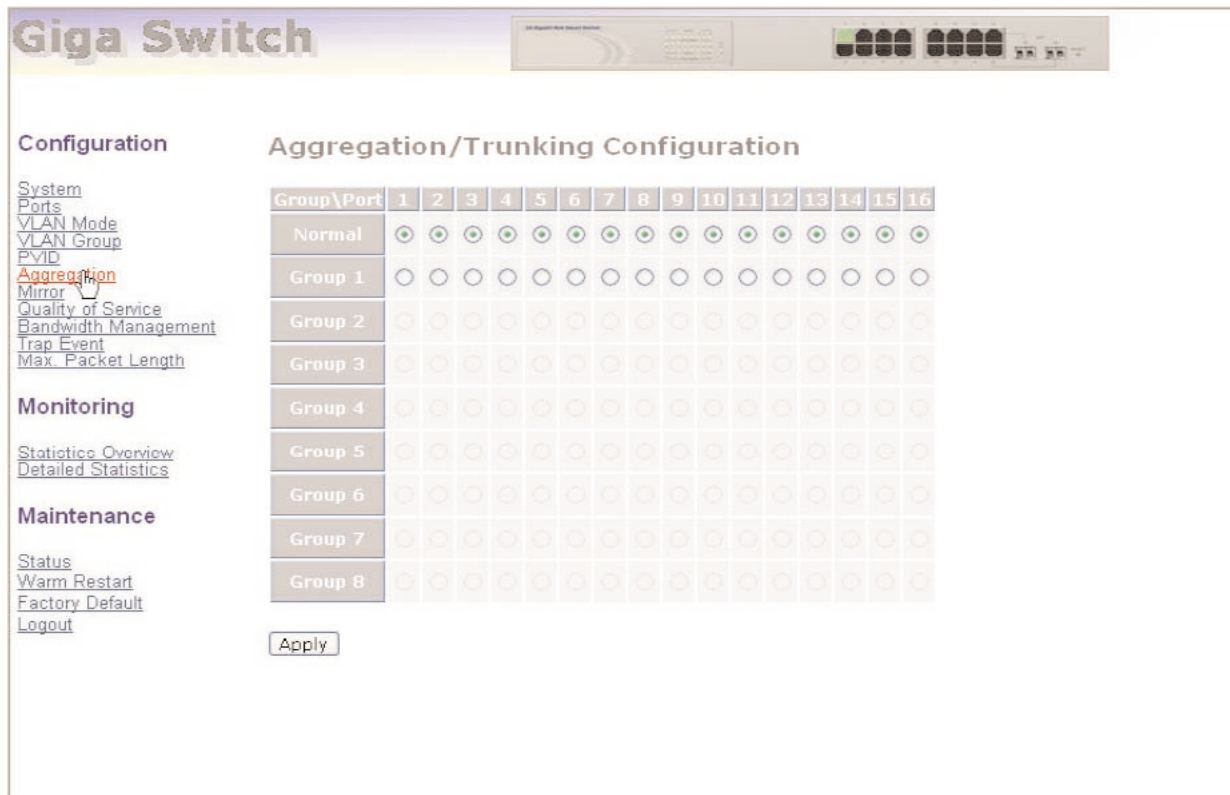 Giga Switch
Configuration
System
Ports
VLAN Mode
VLAN Group
PVID
Aggregation
Mirror
Quality of Service
Bandwidth Management
Trap Event
Max. Packet Length
Monitoring
Statistics Overview
Detailed Statistics
Maintenance
Status
Warm Restart
Factory Default
Logout
Aggregation/Trunking Configuration
Group\Port 1 2 3 4 5 6 7 8 9 10 11 12 13 14 15 16
Normal
Group 1
Group 2
Group 3
Group 4
Group 5
Group 6
Group 7
Group 8
Apply